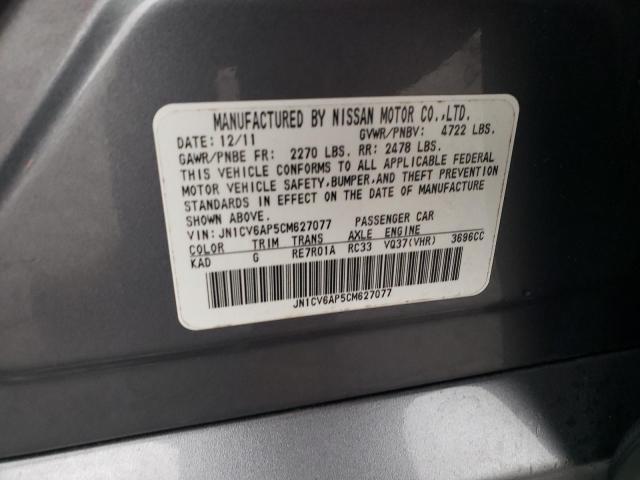 MANUFACTURED BY NISSAN MOTOR CO.,LTD.
DATE: 12/11 GVWR/PNBV: 4722 LBS.
GAWR/PNBE FR: 2270 LBS. RR: 2478 LBS.
THIS VEHICLE CONFORMS TO ALL APPLICABLE FEDERAL
MOTOR VEHICLE SAFETY,BUMPER,AND THEFT PREVENTION
STANDARDS IN EFFECT ON THE DATE OF MANUFACTURE
SHOWN ABOVE.
VIN: JN1CV6AP5CM627077 PASSENGER CAR
COLOR TRIM TRANS AXLE ENGINE
KAD G RE7R01A RC33 VQ37(VHR) 3696CC
JN1CV6AP5CM627077